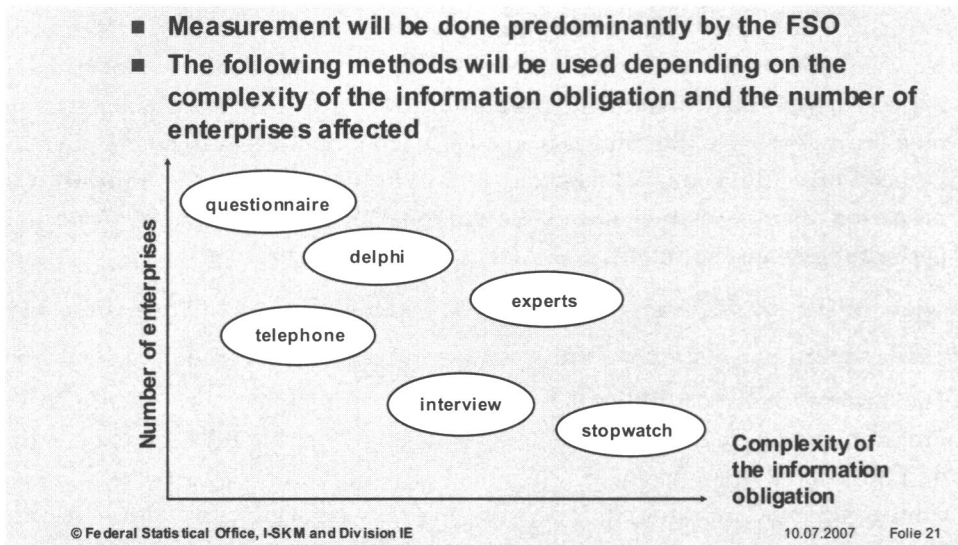 Measurement will be done predominantly by the FSO
The following methods will be used depending on the
complexity of the information obligation and the number of
enterprises affected
Number of enterprises
questionnaire
delphi
experts
telephone
interview
stopwatch
Complexity of
the information
obligation
© Federal Statistical Office, I-SKM and Division IE
10.07.2007 Folie 21